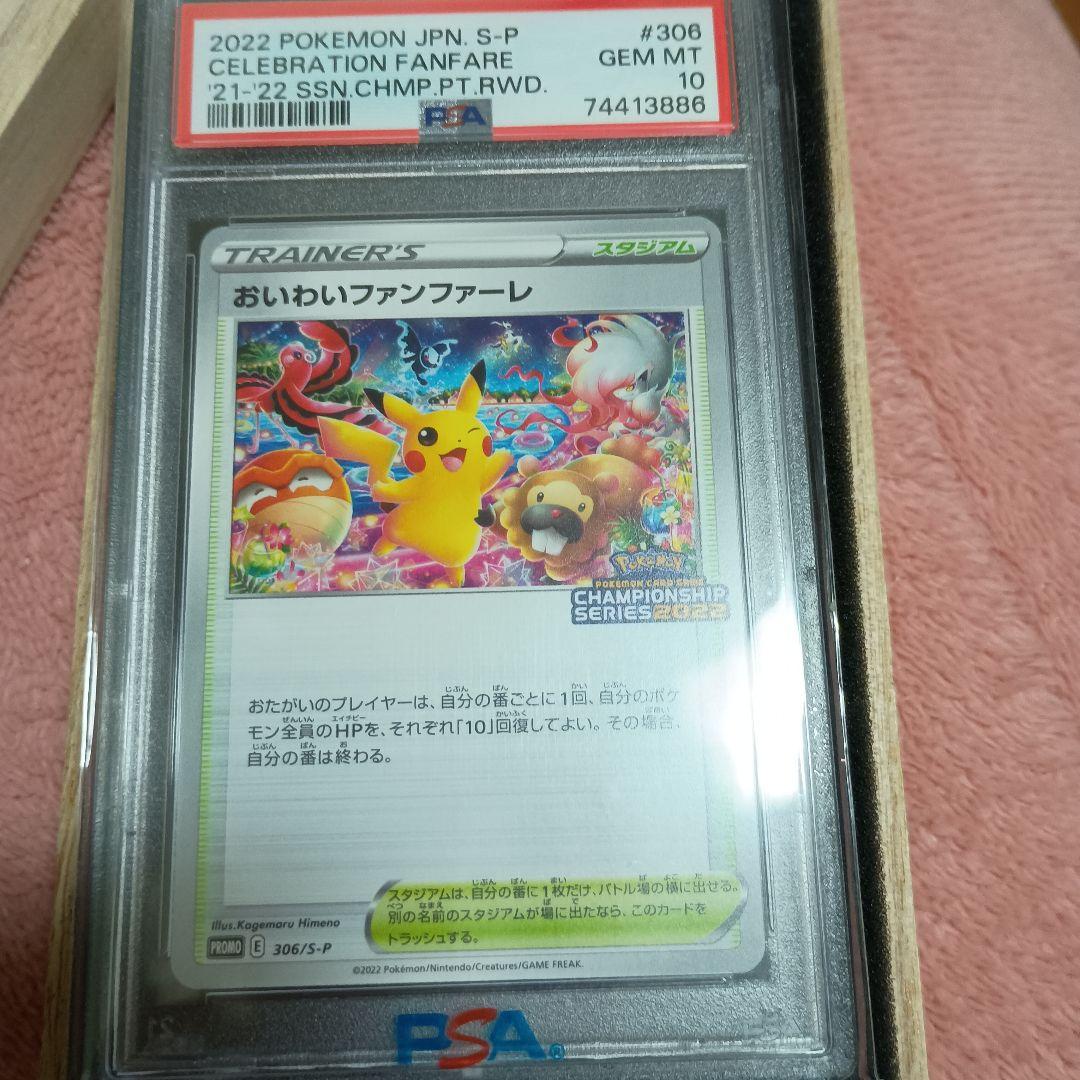 2022 POKEMON JPN. S-P #306
CELEBRATION FANFARE GEM MT
'21-'22 SSN.CHMP.PT.RWD. 10
74413886
PSA
TRAINER'S スタジアム
おいわいファンファーレ
Pokémon
POKÉMON CARD GAME
CHAMPIONSHIP
SERIES 2022
おたがいのプレイヤーは、自分の番ごとに1回、自分のポケ
モン全員のHPを、それぞれ「10」回復してよい。その場合、
自分の番は終わる。
スタジアムは、自分の番に1枚だけ、バトル場の横に出せる。
別の名前のスタジアムが場に出たなら、このカードを
トラッシュする。
Illus.Kagemaru Himeno
PROMO E 306/S-P
©2022 Pokémon/Nintendo/Creatures/GAME FREAK.
PSA®